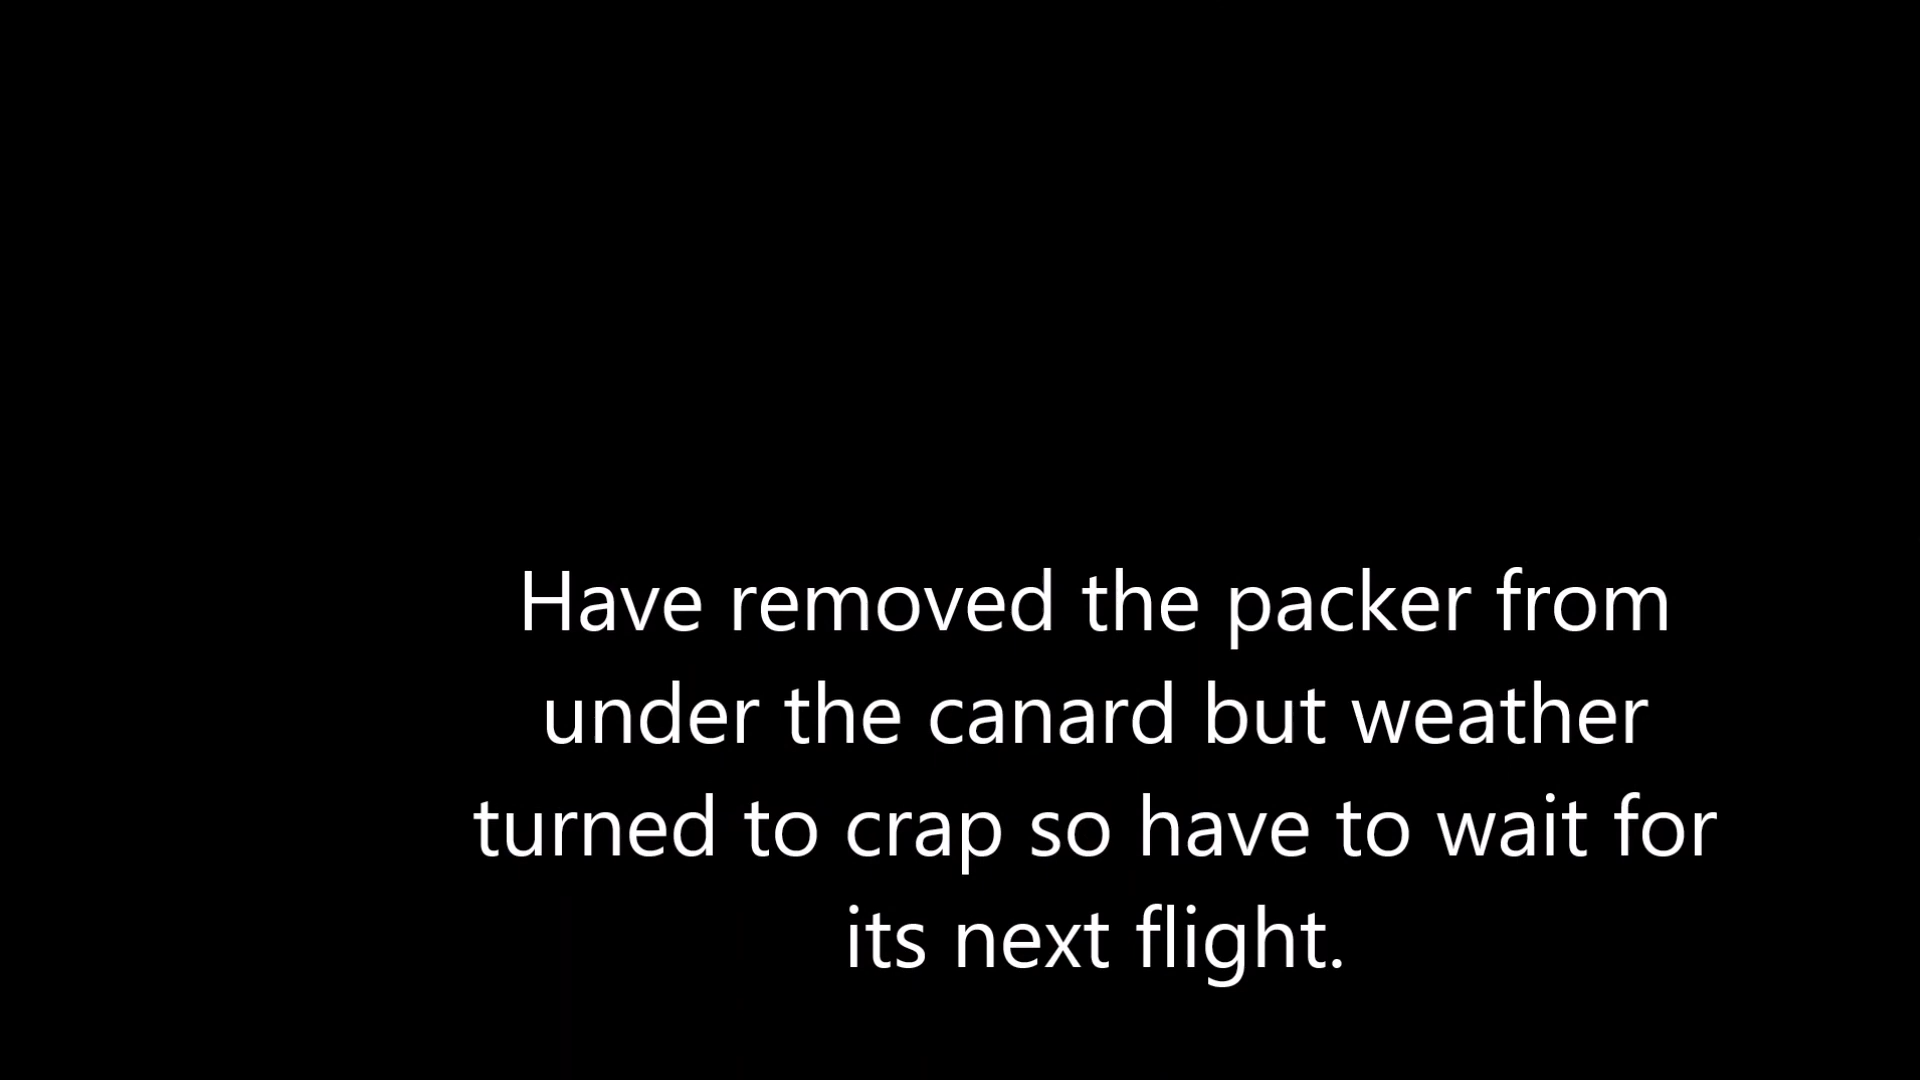 Have removed the packer from
under the canard but weather
turned to crap so have to wait for
its next flight.